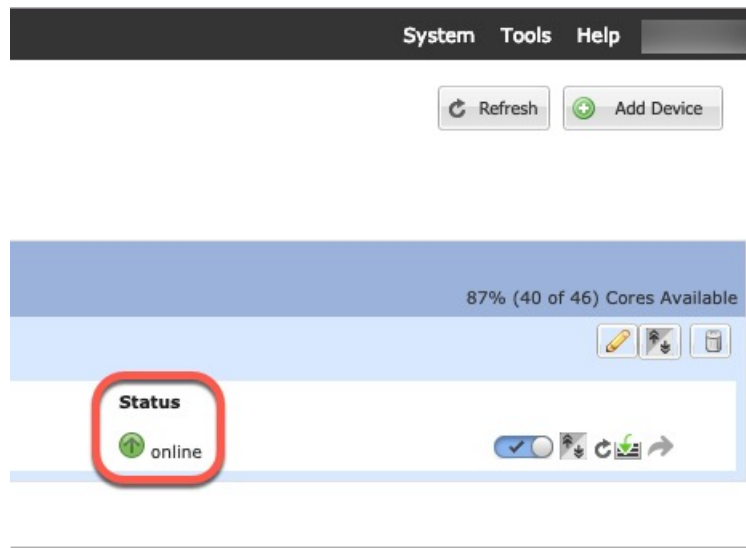 System Tools Help
Refresh Add Device
87% (40 of 46) Cores Available
Status
online